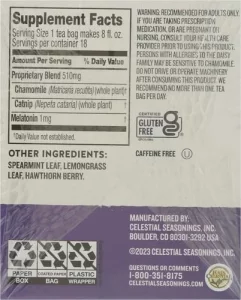 Supplement Facts
Serving Size 1 tea bag makes 8 fl. oz.
Servings per container 18
Amount Per Serving % Daily Value
Proprietary Blend 510mg
Chamomile (Matricaria recutita) (whole plant) †
Catnip (Nepeta cataria) (whole plant) †
Melatonin 1mg †
†Daily Value not established.
OTHER INGREDIENTS:
SPEARMINT LEAF, LEMONGRASS
LEAF, HAWTHORN BERRY.
WARNING: RECOMMENDED FOR ADULTS ONLY.
IF YOU ARE TAKING PRESCRIPTION
MEDICATION, OR ARE PREGNANT OR
NURSING, CONSULT YOUR HEALTH CARE
PROVIDER PRIOR TO USING THIS PRODUCT.
PERSONS WITH ALLERGIES TO THE DAISY
FAMILY MAY BE SENSITIVE TO CHAMOMILE.
DO NOT DRIVE OR OPERATE MACHINERY
AFTER CONSUMING THIS PRODUCT. WE
RECOMMEND NO MORE THAN ONE TEA
BAG PER DAY.
CERTIFIED
GLUTEN
FREE
CAFFEINE FREE
U
MANUFACTURED BY:
CELESTIAL SEASONINGS, INC.
BOULDER, CO 80301-3292 USA
©2023 CELESTIAL SEASONINGS, INC.
QUESTIONS OR COMMENTS
1-800-351-8175
CELESTIALSEASONINGS.COM
PAPER
BOX
COATED PAPER
BAG
PLASTIC
WRAPPER